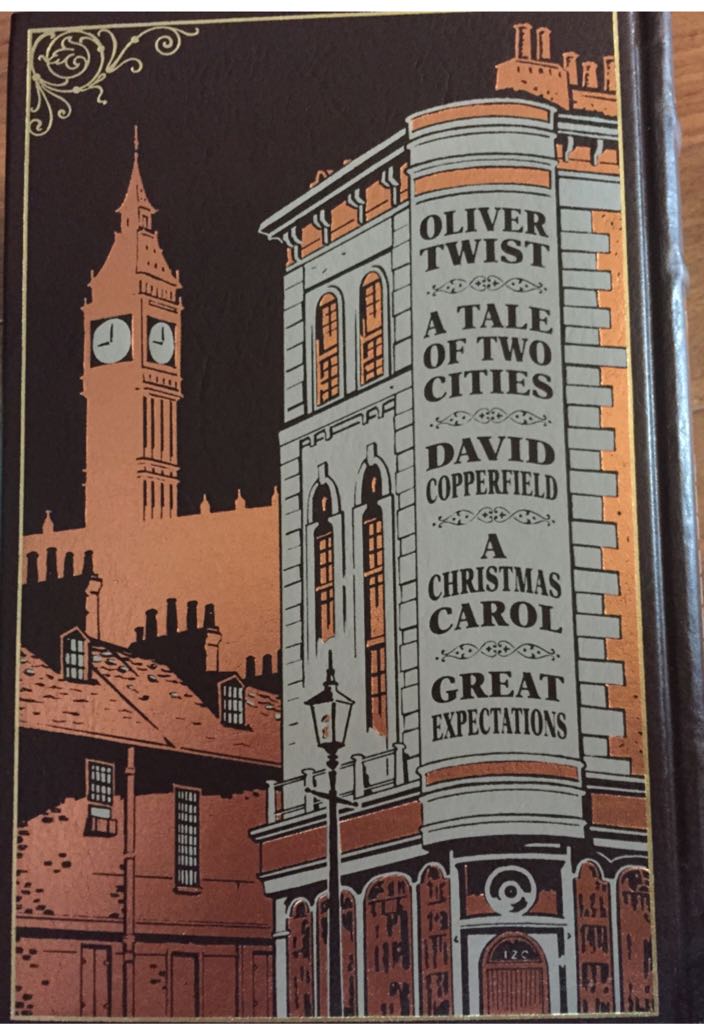 OLIVER
TWIST
A TALE
OF TWO
CITIES
DAVID
COPPERFIELD
A
CHRISTMAS
CAROL
GREAT
EXPECTATIONS